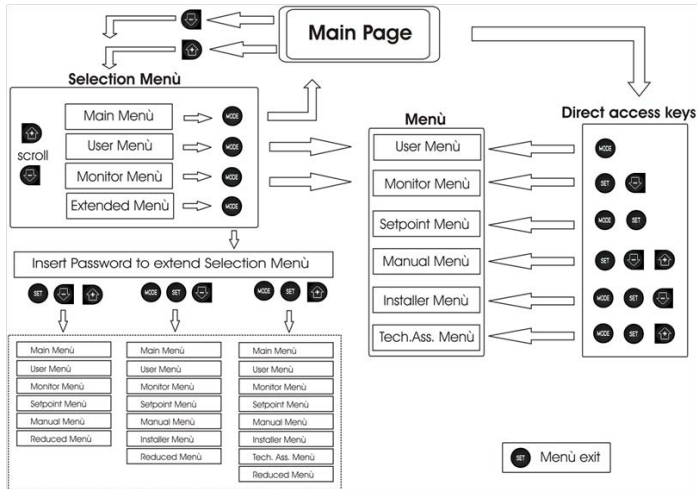 Main Page
Selection Menù
Main Menù
MODE
User Menù
MODE
scroll
Monitor Menù
MODE
Extended Menù
MODE
Insert Password to extend Selection Menù
SET - +
MODE SET -
MODE SET +
Main Menù
User Menù
Monitor Menù
Setpoint Menù
Manual Menù
Reduced Menù
Main Menù
User Menù
Monitor Menù
Setpoint Menù
Manual Menù
Installer Menù
Reduced Menù
Main Menù
User Menù
Monitor Menù
Setpoint Menù
Manual Menù
Installer Menù
Tech. Ass. Menù
Reduced Menù
Menù
User Menù
Monitor Menù
Setpoint Menù
Manual Menù
Installer Menù
Tech.Ass. Menù
Direct access keys
MODE
SET -
MODE SET
SET - +
MODE SET -
MODE SET +
SET Menù exit